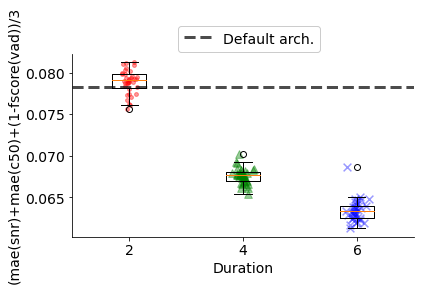 Default arch.
(mae(snr)+mae(c50)+(1-fscore(vad))/3
0.080
0.075
0.070
0.065
2 4 6
Duration